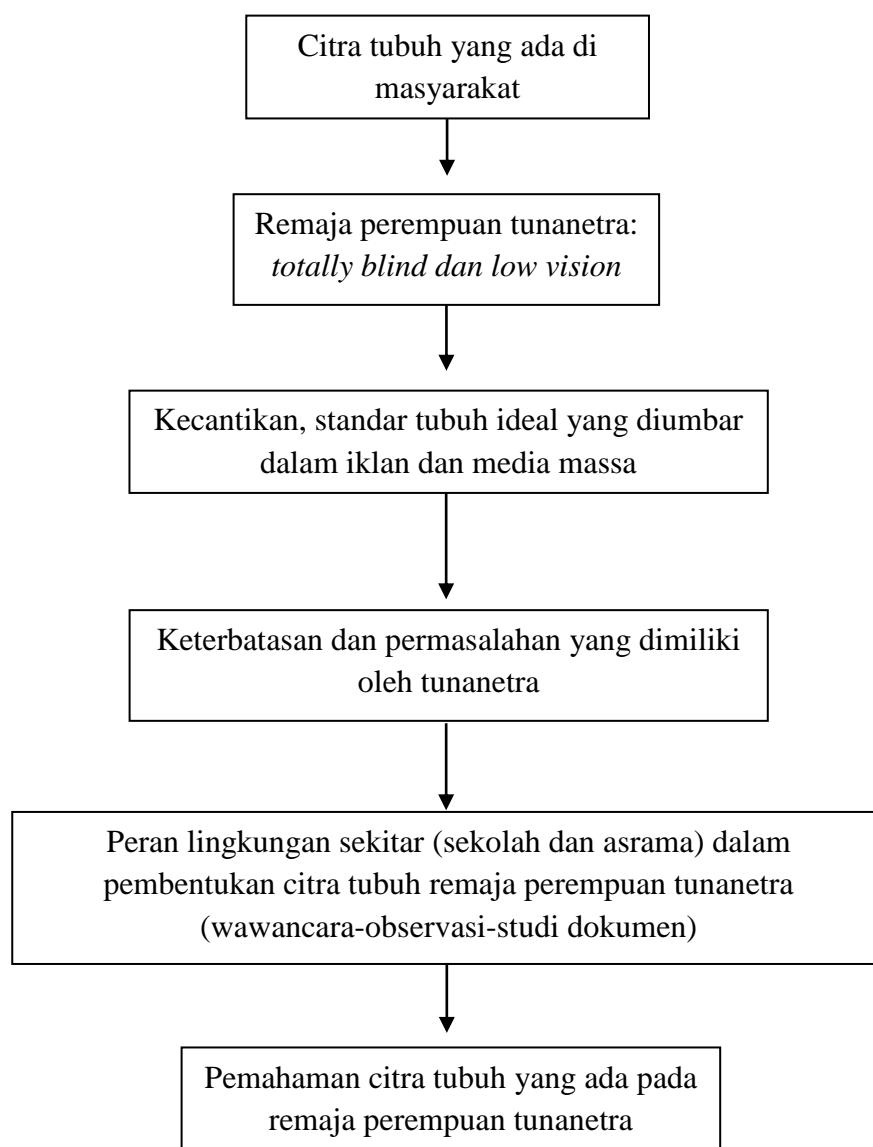 Citra tubuh yang ada di
masyarakat
Remaja perempuan tunanetra:
totally blind dan low vision
Kecantikan, standar tubuh ideal yang diumbar
dalam iklan dan media massa
Keterbatasan dan permasalahan yang dimiliki
oleh tunanetra
Peran lingkungan sekitar (sekolah dan asrama) dalam
pembentukan citra tubuh remaja perempuan tunanetra
(wawancara-observasi-studi dokumen)
Pemahaman citra tubuh yang ada pada
remaja perempuan tunanetra